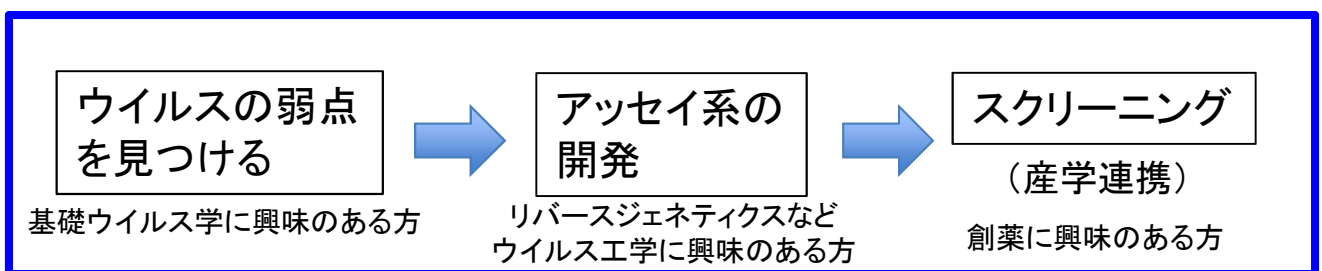 ウイルスの弱点
を見つける
基礎ウイルス学に興味のある方
アッセイ系の
開発
リバースジェネティクスなど
ウイルス工学に興味のある方
スクリーニング
（産学連携）
創薬に興味のある方